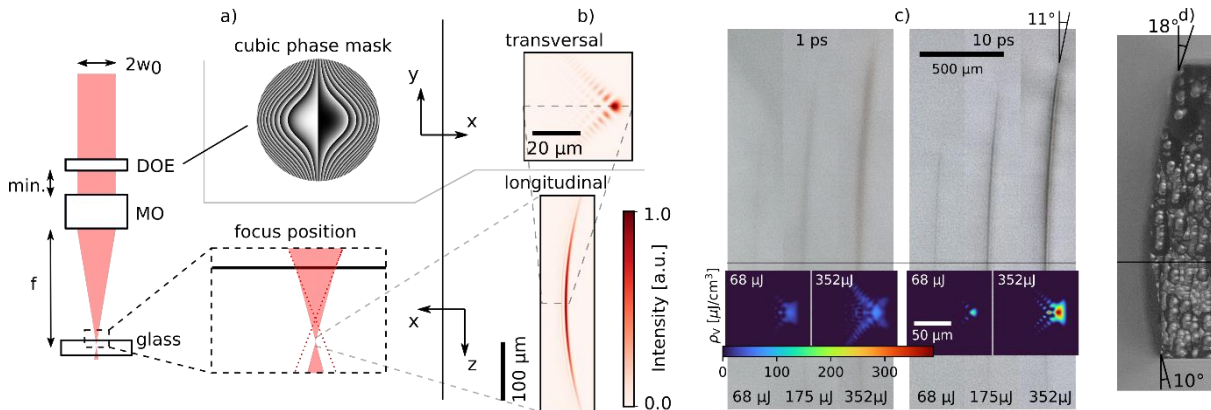 a)
2w0
cubic phase mask
y
x
DOE
min.
MO
focus position
f
glass
x
z
b)
transversal
20 µm
longitudinal
1.0
Intensity [a.u.]
0.0
100 µm
c)
11°
1 ps
10 ps
500 µm
68 µJ
352µJ
68 µJ
352µJ
ρv [µJ/cm³]
50 µm
0
100
200
300
68 µJ
175 µJ
352 µJ
68 µJ
175µJ
352µJ
d)
18°
10°